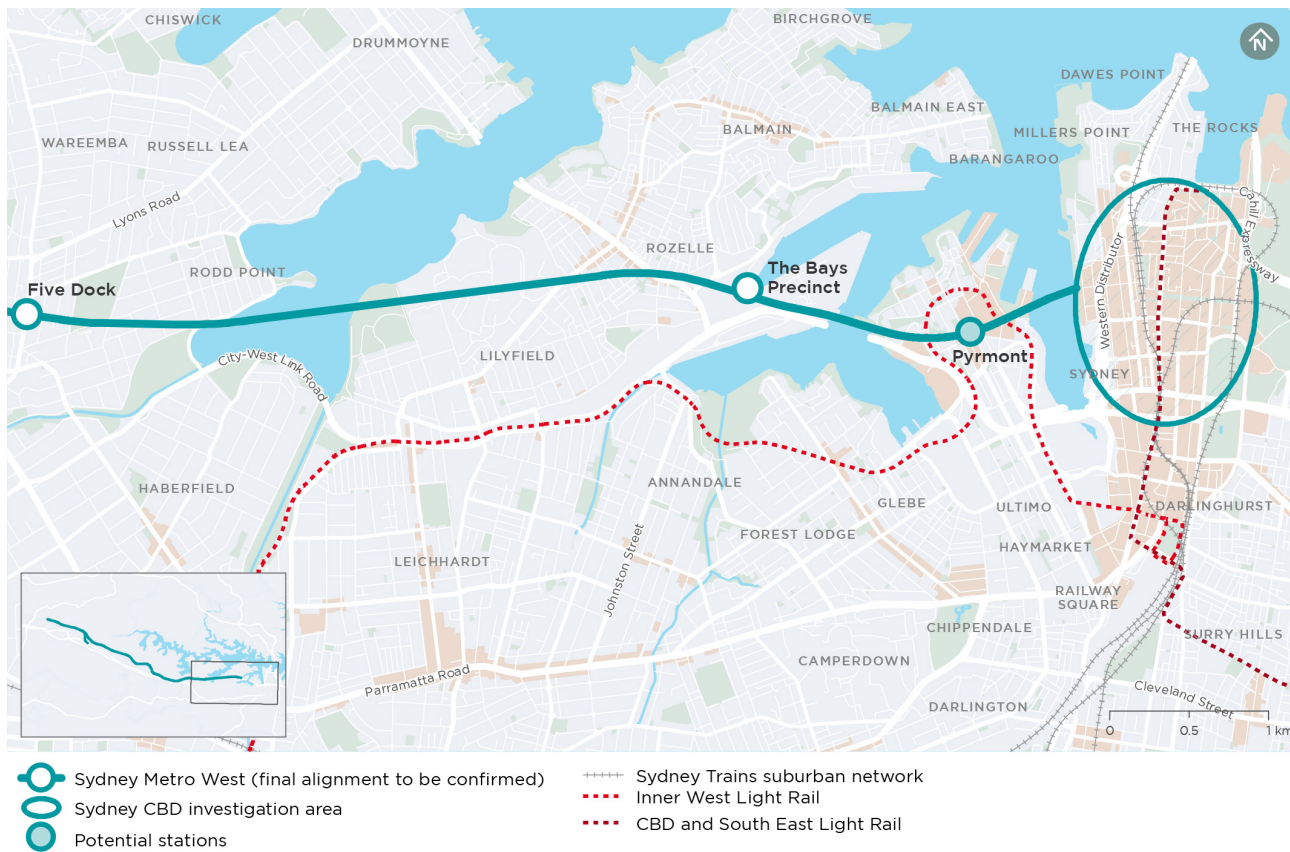 CHISWICK
BIRCHGROVE
DRUMMOYNE
N
DAWES POINT
BALMAIN EAST
WAREEMBA
RUSSELL LEA
BALMAIN
MILLERS POINT
THE ROCKS
BARANGAROO
Lyons Road
Cahill Expressway
ROZELLE
RODD POINT
The Bays
Precinct
Western Distributor
Five Dock
LILYFIELD
Pyrmont
City-West Link Road
SYDNEY
HABERFIELD
ANNANDALE
GLEBE
ULTIMO
DARLINGHURST
FOREST LODGE
HAYMARKET
LEICHHARDT
Johnston Street
RAILWAY
SQUARE
CHIPPENDALE
SURRY HILLS
CAMPERDOWN
Parramatta Road
Cleveland Street
DARLINGTON
0 0.5 1 km
Sydney Metro West (final alignment to be confirmed)
Sydney CBD investigation area
Potential stations
Sydney Trains suburban network
Inner West Light Rail
CBD and South East Light Rail